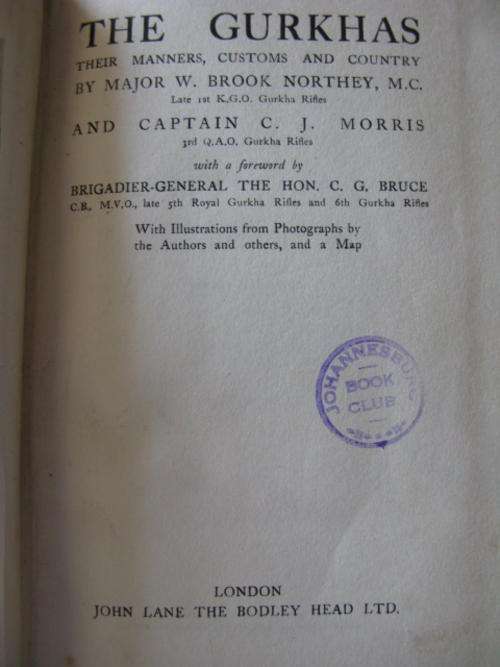 THE GURKHAS
THEIR MANNERS, CUSTOMS AND COUNTRY
BY MAJOR W. BROOK NORTHEY, M.C.
Late 1st K.G.O. Gurkha Rifles
AND CAPTAIN C. J. MORRIS
3rd Q.A.O. Gurkha Rifles
with a foreword by
BRIGADIER-GENERAL THE HON. C. G. BRUCE
C.B., M.V.O., late 5th Royal Gurkha Rifles and 6th Gurkha Rifles
With Illustrations from Photographs by
the Authors and others, and a Map
JOHANNESBURG
BOOK
CLUB
LONDON
JOHN LANE THE BODLEY HEAD LTD.